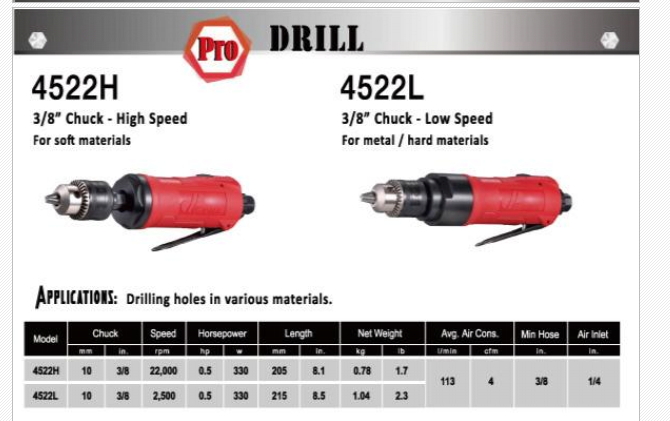 Pro DRILL
4522H
3/8" Chuck - High Speed
For soft materials
4522L
3/8" Chuck - Low Speed
For metal / hard materials
APPLICATIONS: Drilling holes in various materials.
Model Chuck Speed Horsepower Length Net Weight Avg. Air Cons. Min Hose Air Inlet
mm in. rpm hp w mm in. kg lb l/min cfm in. in.
4522H 10 3/8 22,000 0.5 330 205 8.1 0.78 1.7
113 4 3/8 1/4
4522L 10 3/8 2,500 0.5 330 215 8.5 1.04 2.3